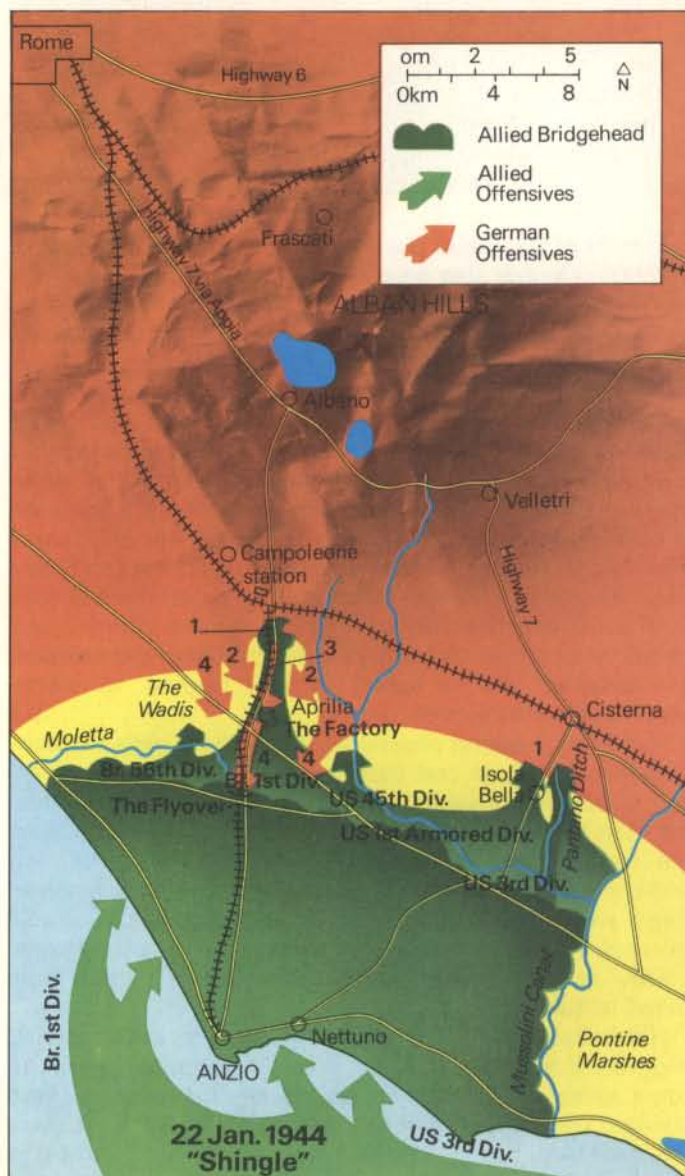 Rome
Highway 6
0m 2 5
0km 4 8
N
Allied Bridgehead
Allied
Offensives
German
Offensives
Frascati
Highway 7 via Appia
ALBAN HILLS
Albano
Velletri
Campoleone
station
Highway 7
1
3
4
2
2
The
Wadis
Aprilia
The Factory
Cisterna
Moletta
4
4
1
Isola
Bella
Pantano Ditch
Br. 56th Div.
Br. 1st Div.
US 45th Div.
The Flyover
US 1st Armored Div.
US 3rd Div.
Mussolini Canal
Br. 1st Div.
Nettuno
ANZIO
Pontine
Marshes
22 Jan. 1944
"Shingle"
US 3rd Div.